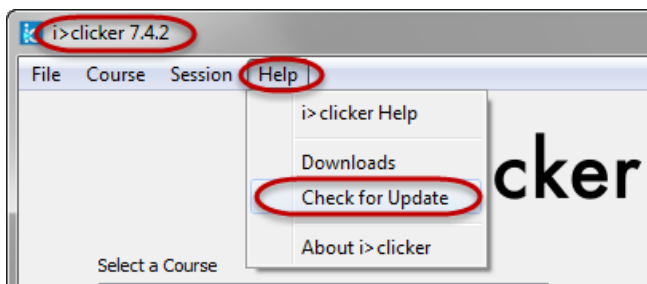 i>clicker 7.4.2
File Course Session Help
i>clicker Help
Downloads
cker
Check for Update
About i>clicker
Select a Course